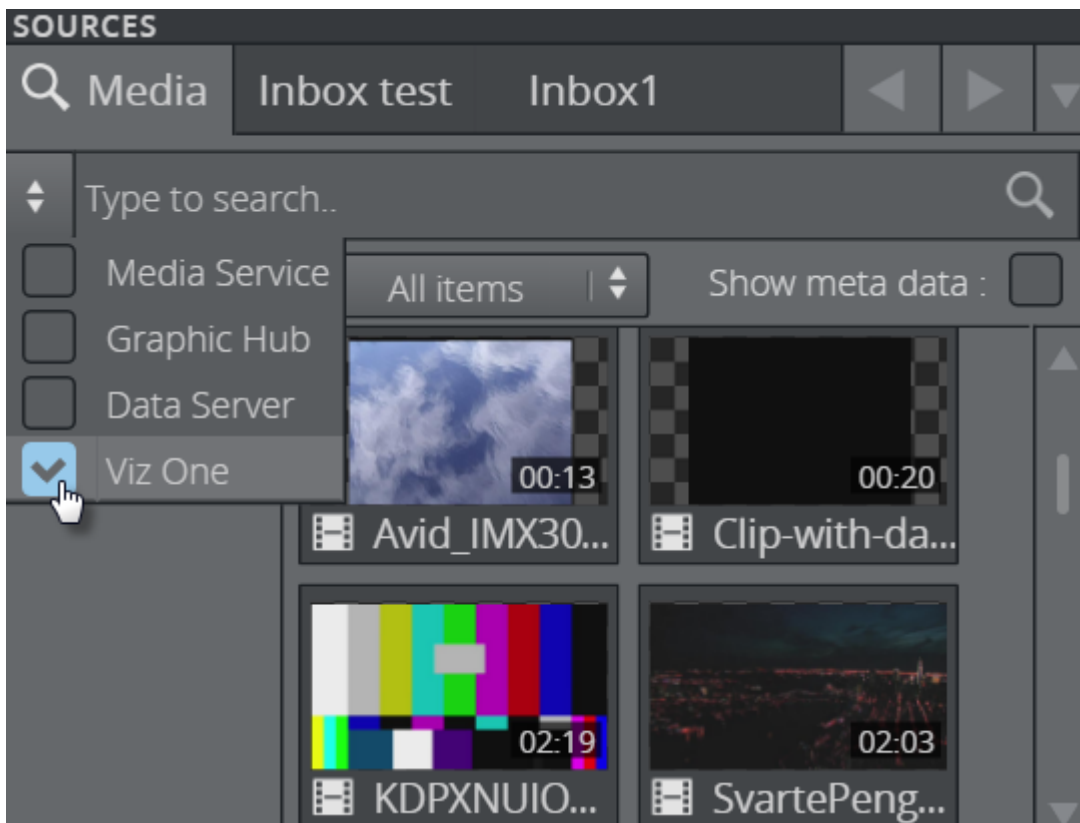 SOURCES
Media Inbox test Inbox1
Type to search..
Media Service
All items Show meta data :
Graphic Hub
Data Server
Viz One
00:13 00:20
Avid_IMX30... Clip-with-da...
02:19 02:03
KDPXNUIO... SvartePeng...